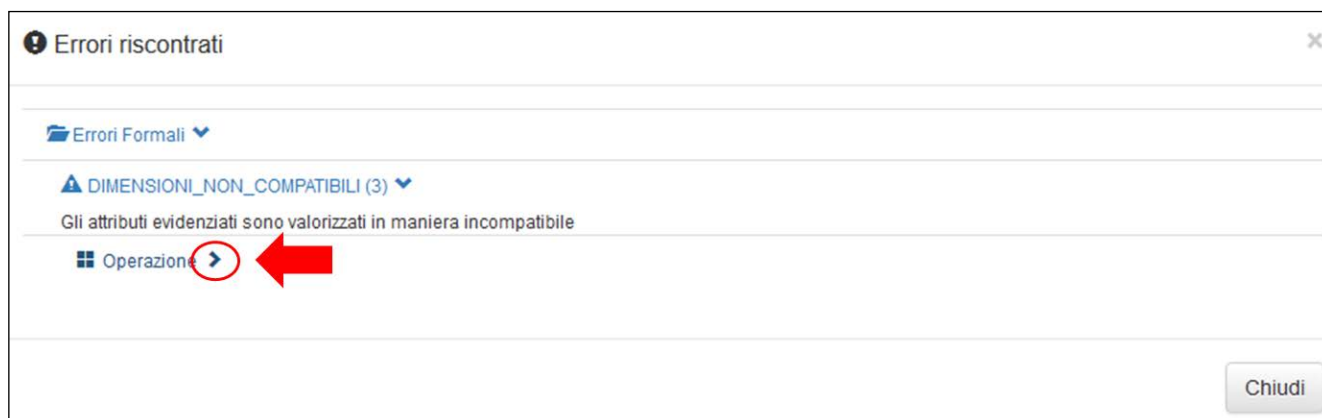 Errori riscontrati
Errori Formali
DIMENSIONI_NON_COMPATIBILI (3)
Gli attributi evidenziati sono valorizzati in maniera incompatibile
Operazione
Chiudi